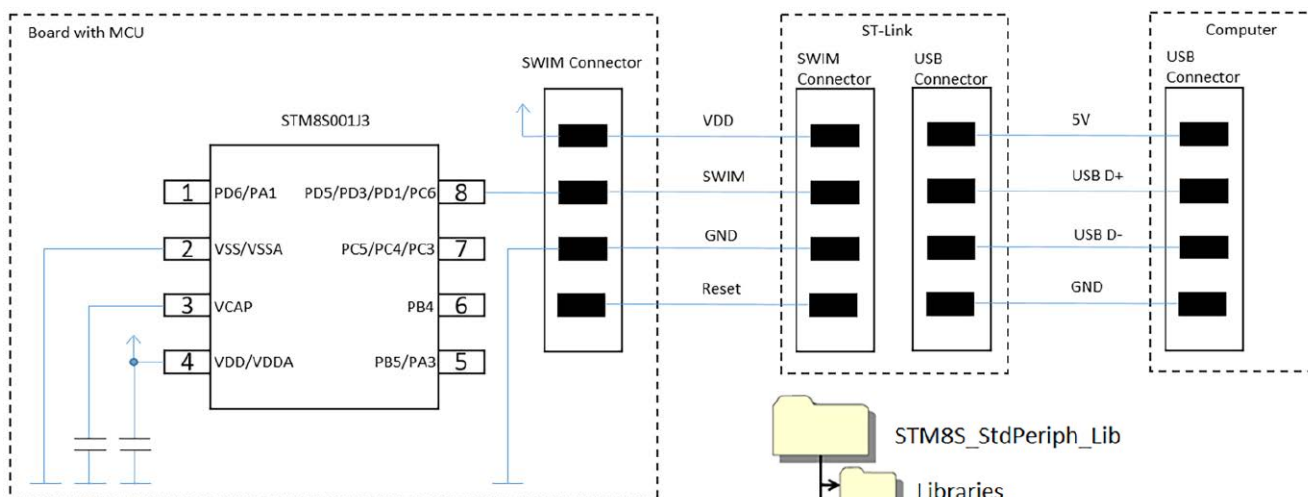 Board with MCU
ST-Link
Computer
SWIM Connector
SWIM
Connector
USB
Connector
USB
Connector
STM8S001J3
VDD
5V
1 PD6/PA1 PD5/PD3/PD1/PC6 8
SWIM
USB D+
2 VSS/VSSA PC5/PC4/PC3 7
GND
USB D-
3 VCAP PB4 6
Reset
GND
4 VDD/VDDA PB5/PA3 5
STM8S_StdPeriph_Lib
Libraries